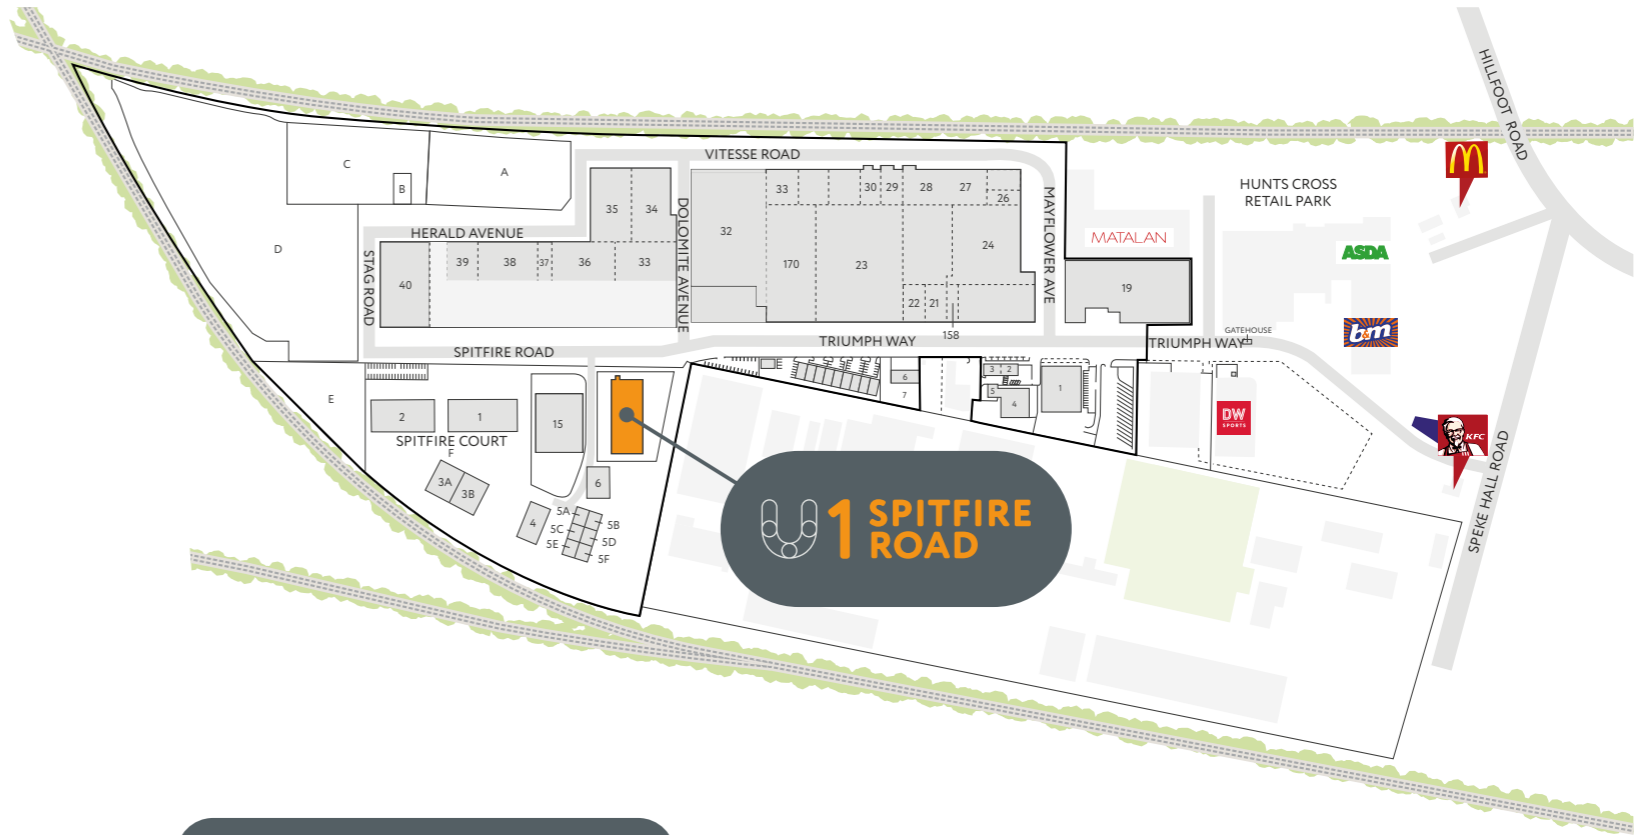 HILLFOOT ROAD
VITESSE ROAD
C
A
B
HUNTS CROSS
RETAIL PARK
33
30
29
28
27
26
35
34
DOLOMITE AVENUE
MAYFLOWER AVE
HERALD AVENUE
32
MATALAN
D
STAG ROAD
39
38
37
36
33
170
23
24
ASDA
40
19
22
21
158
GATEHOUSE
b&m
SPITFIRE ROAD
TRIUMPH WAY
TRIUMPH WAY
E
2
1
15
6
7
3
2
5
4
1
DW
SPORTS
KFC
SPITFIRE COURT
F
3A
3B
6
4
5A
5B
5C
5D
5E
5F
SPEKE HALL ROAD
1 SPITFIRE
ROAD